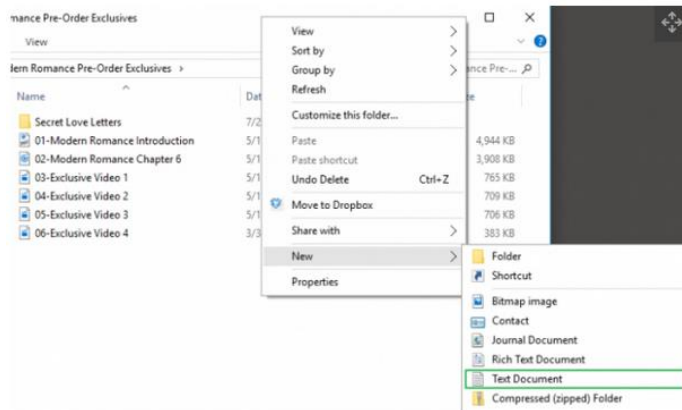 mance Pre-Order Exclusives
View
dern Romance Pre-Order Exclusives
ance Pre-...
Name
Dat
ze
Secret Love Letters 7/2
01-Modern Romance Introduction 5/1 4,944 KB
02-Modern Romance Chapter 6 5/1 3,908 KB
03-Exclusive Video 1 5/1 765 KB
04-Exclusive Video 2 5/1 709 KB
05-Exclusive Video 3 5/1 706 KB
06-Exclusive Video 4 3/3 383 KB
View
Sort by
Group by
Refresh
Customize this folder...
Paste
Paste shortcut
Undo Delete Ctrl+Z
Move to Dropbox
Share with
New
Properties
Folder
Shortcut
Bitmap image
Contact
Journal Document
Rich Text Document
Text Document
Compressed (zipped) Folder